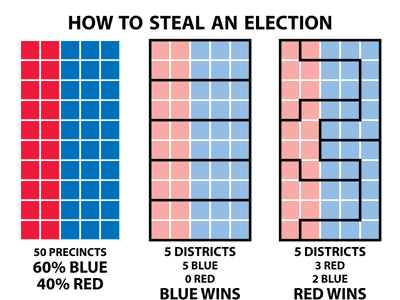 HOW TO STEAL AN ELECTION
50 PRECINCTS
60% BLUE
40% RED
5 DISTRICTS
5 BLUE
0 RED
BLUE WINS
5 DISTRICTS
3 RED
2 BLUE
RED WINS